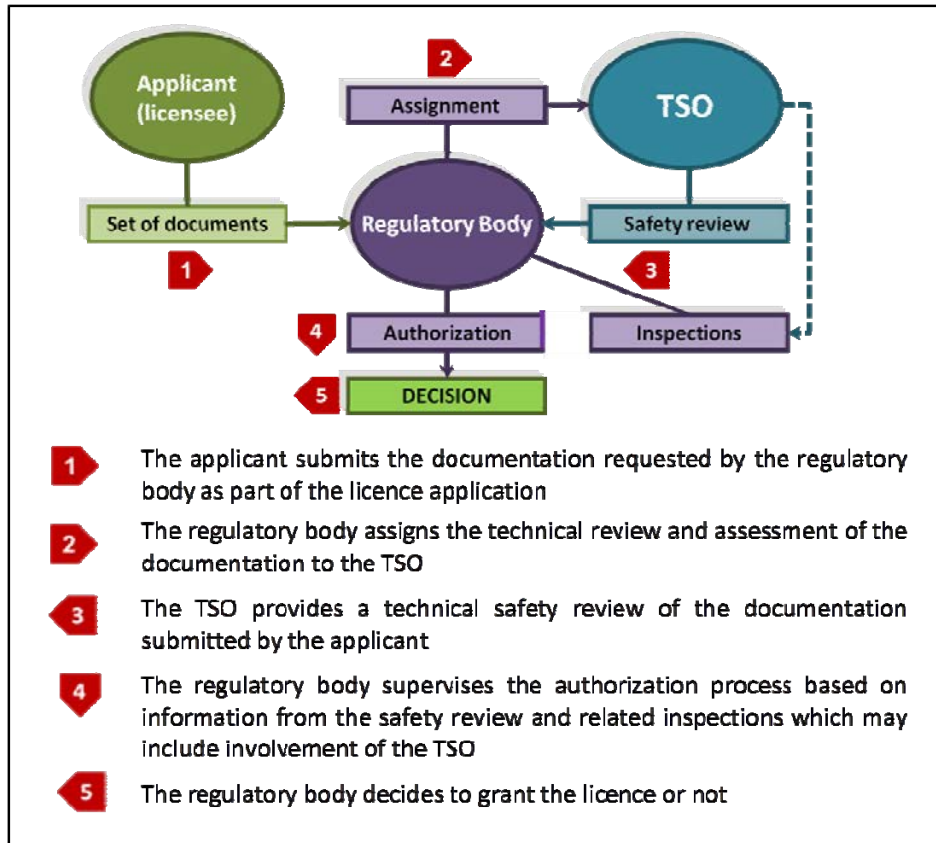 Applicant
(licensee)
2
Assignment
TSO
Set of documents
Regulatory Body
Safety review
1
3
4
Authorization
Inspections
5
DECISION
1
The applicant submits the documentation requested by the regulatory
body as part of the licence application
2
The regulatory body assigns the technical review and assessment of the
documentation to the TSO
3
The TSO provides a technical safety review of the documentation
submitted by the applicant
4
The regulatory body supervises the authorization process based on
information from the safety review and related inspections which may
include involvement of the TSO
5
The regulatory body decides to grant the licence or not